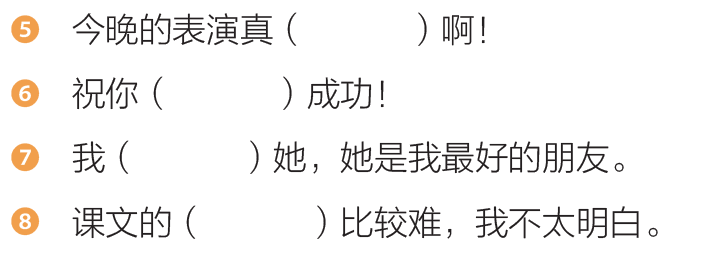 5 今晚的表演真（　　　）啊！
6 祝你（　　　）成功！
7 我（　　　）她，她是我最好的朋友。
8 课文的（　　　）比较难，我不太明白。